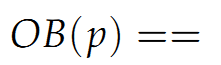 OB(p) ==